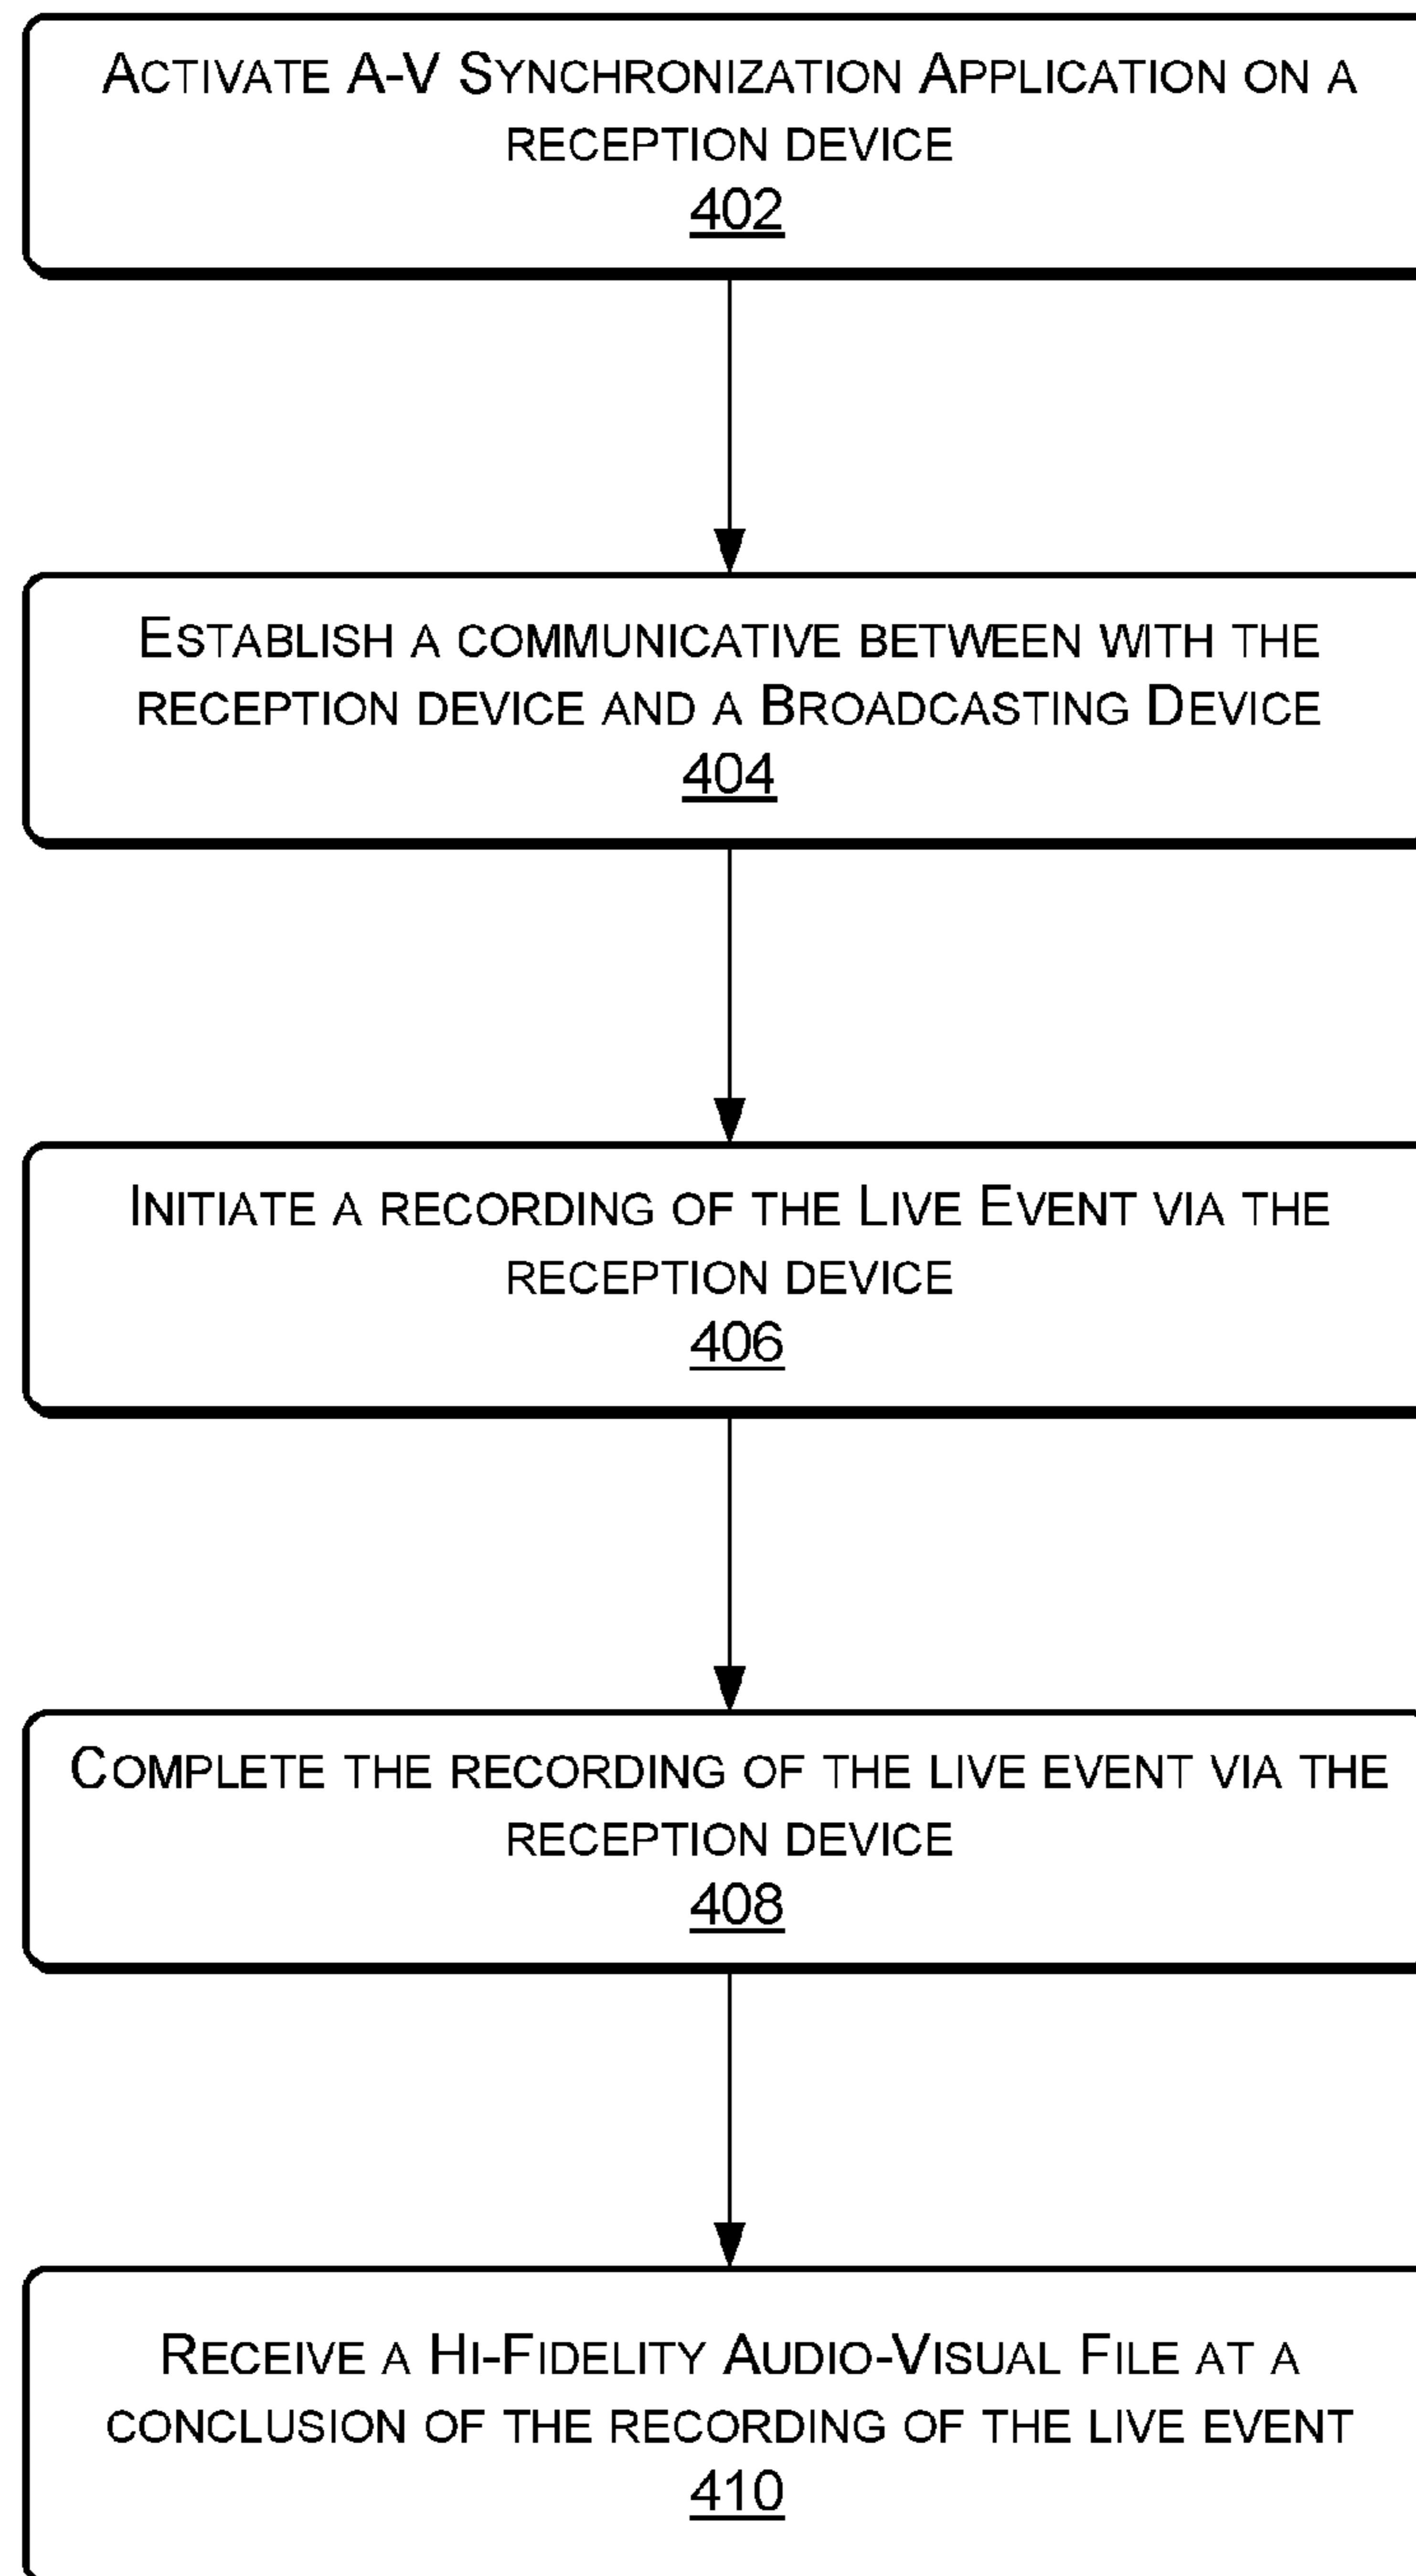 ACTIVATE A-V SYNCHRONIZATION APPLICATION ON A
RECEPTION DEVICE
402
ESTABLISH A COMMUNICATIVE BETWEEN WITH THE
RECEPTION DEVICE AND A BROADCASTING DEVICE
404
INITIATE A RECORDING OF THE LIVE EVENT VIA THE
RECEPTION DEVICE
406
COMPLETE THE RECORDING OF THE LIVE EVENT VIA THE
RECEPTION DEVICE
408
RECEIVE A HI-FIDELITY AUDIO-VISUAL FILE AT A
CONCLUSION OF THE RECORDING OF THE LIVE EVENT
410